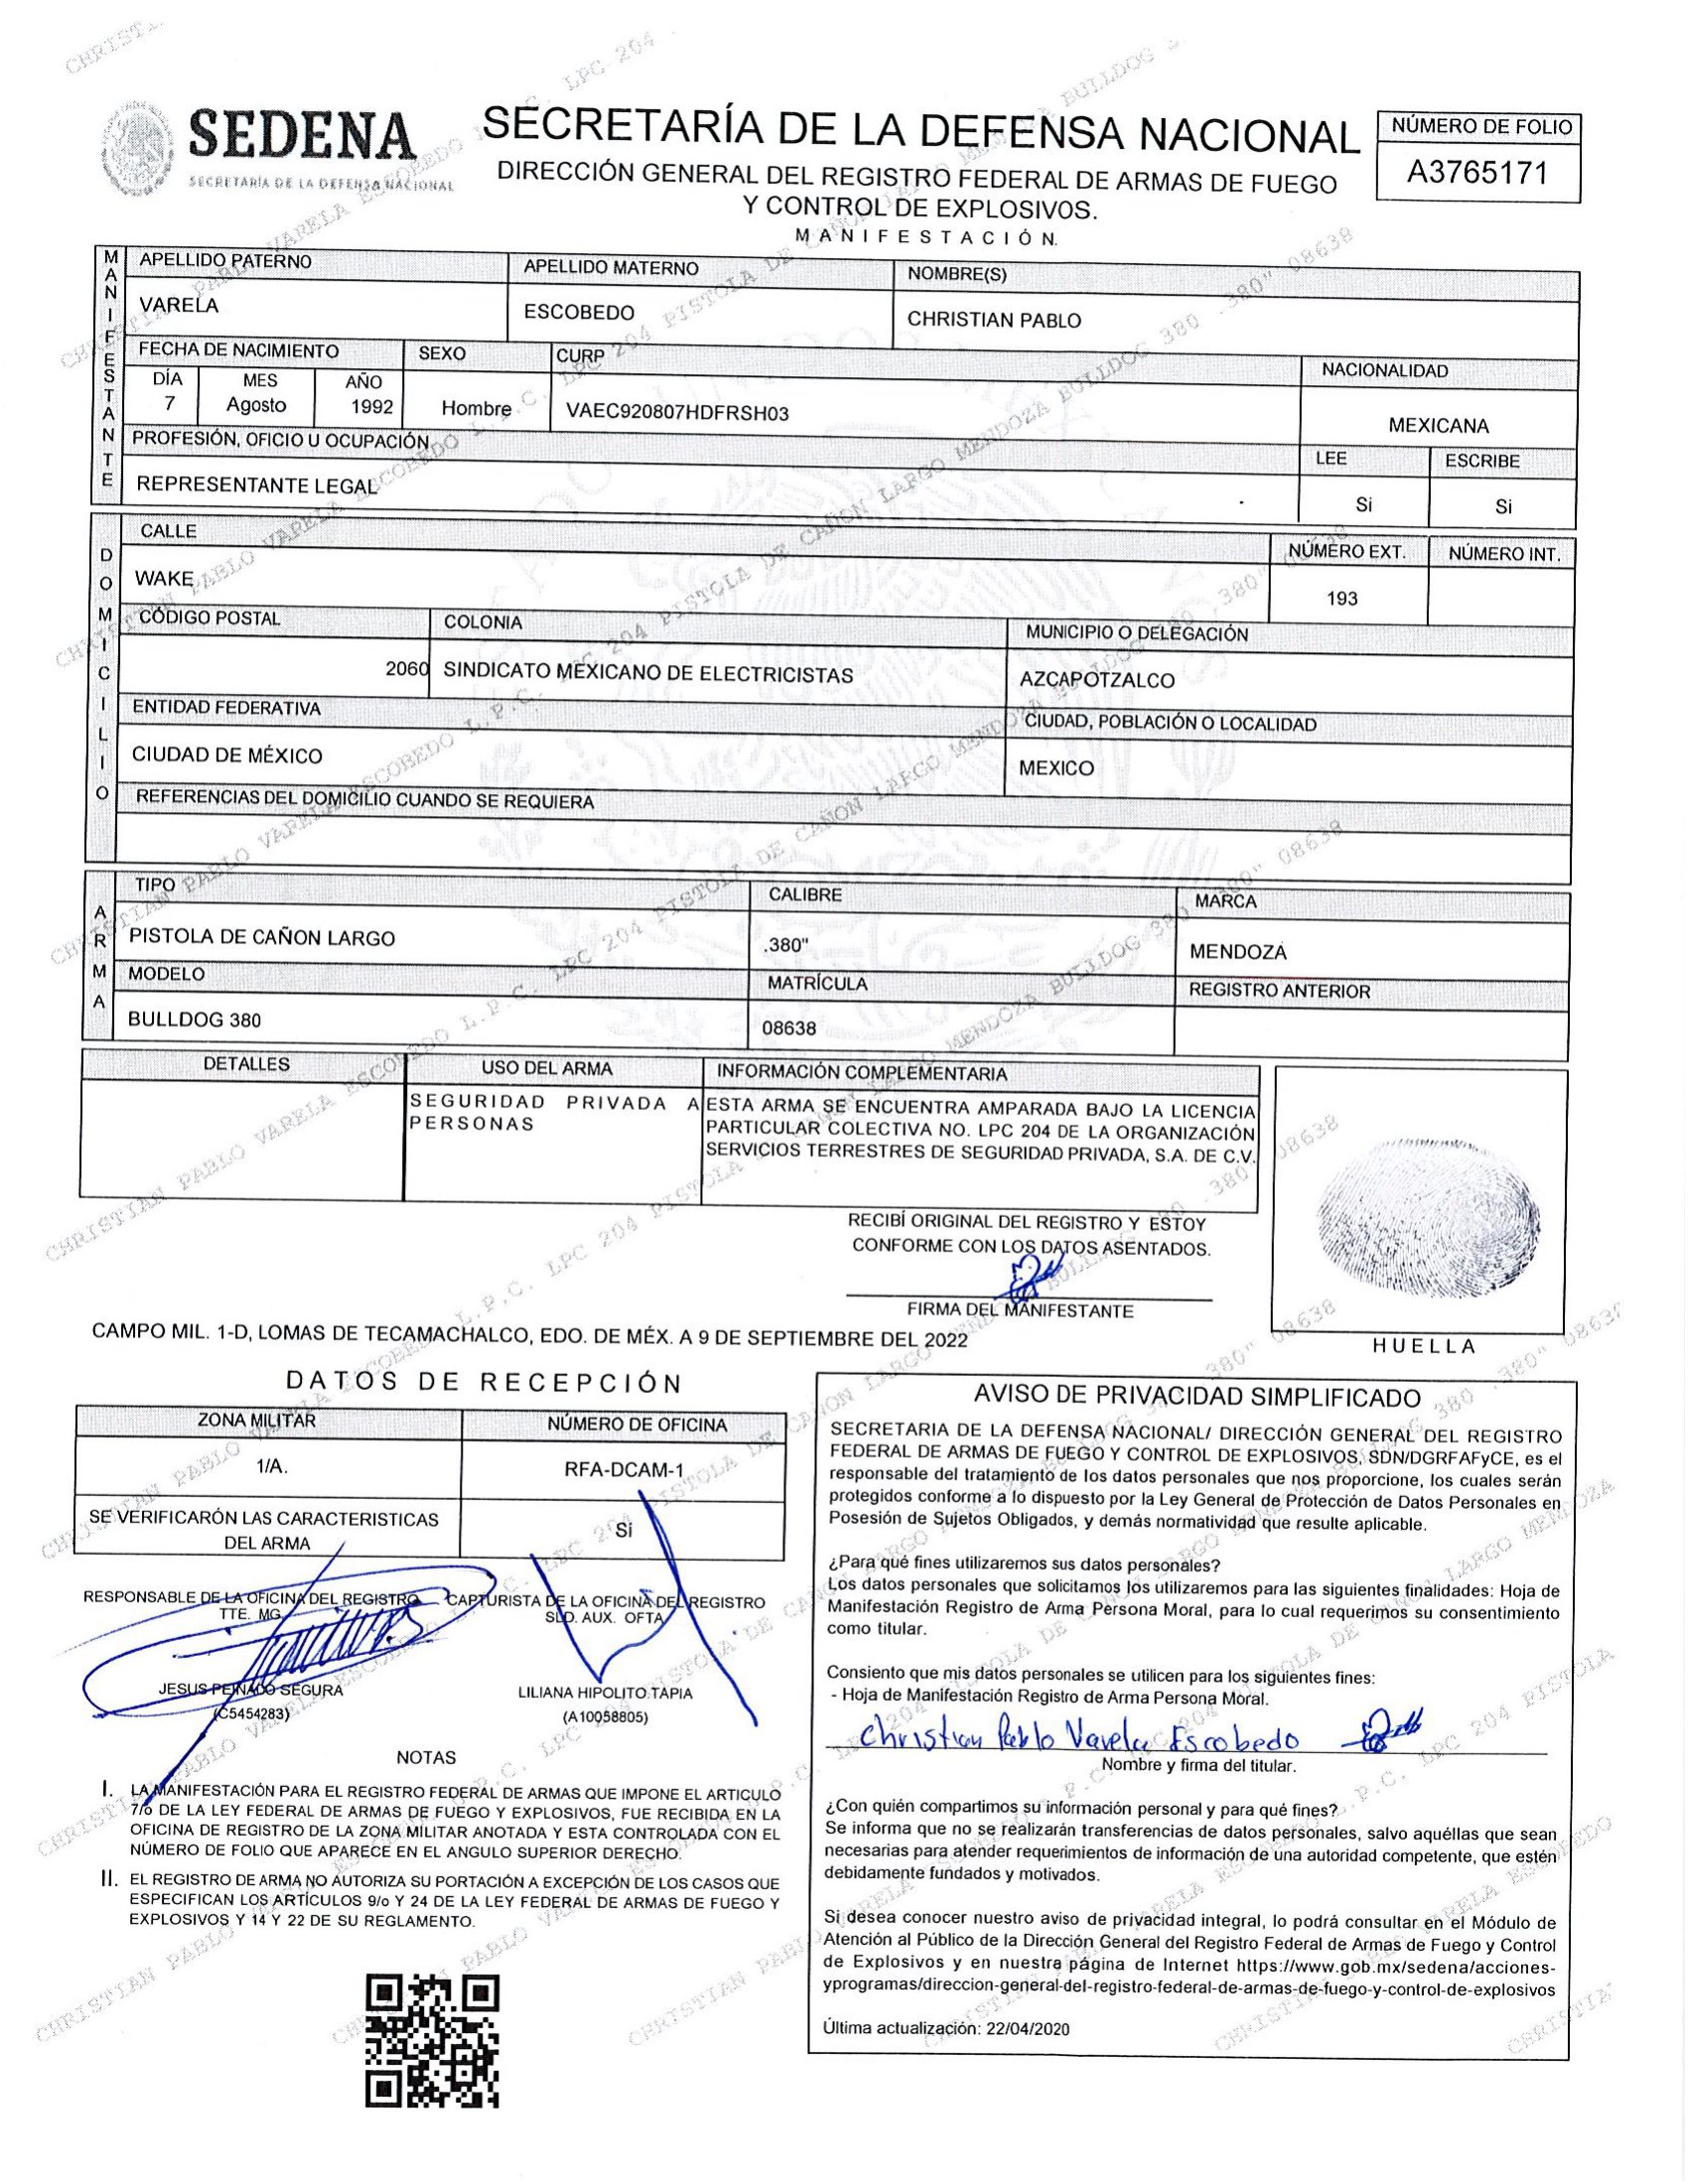 SEDENA
SECRETARÍA DE LA DEFENSA NACIONAL
SECRETARÍA DE LA DEFENSA NACIONAL
DIRECCIÓN GENERAL DEL REGISTRO FEDERAL DE ARMAS DE FUEGO
Y CONTROL DE EXPLOSIVOS.
MANIFESTACIÓN.
NÚMERO DE FOLIO
A3765171
MANIFESTANTE
APELLIDO PATERNO APELLIDO MATERNO NOMBRE(S)
VARELA ESCOBEDO CHRISTIAN PABLO
FECHA DE NACIMIENTO SEXO CURP NACIONALIDAD
DÍA MES AÑO
7 Agosto 1992 Hombre VAEC920807HDFRSH03 MEXICANA
PROFESIÓN, OFICIO U OCUPACIÓN LEE ESCRIBE
REPRESENTANTE LEGAL Si Si
DOMICILIO
CALLE NÚMERO EXT. NÚMERO INT.
WAKE 193
CÓDIGO POSTAL COLONIA MUNICIPIO O DELEGACIÓN
2060 SINDICATO MEXICANO DE ELECTRICISTAS AZCAPOTZALCO
ENTIDAD FEDERATIVA CIUDAD, POBLACIÓN O LOCALIDAD
CIUDAD DE MÉXICO MEXICO
REFERENCIAS DEL DOMICILIO CUANDO SE REQUIERA
ARMA
TIPO CALIBRE MARCA
PISTOLA DE CAÑON LARGO .380" MENDOZA
MODELO MATRÍCULA REGISTRO ANTERIOR
BULLDOG 380 08638
DETALLES USO DEL ARMA INFORMACIÓN COMPLEMENTARIA
SEGURIDAD PRIVADA A PERSONAS
ESTA ARMA SE ENCUENTRA AMPARADA BAJO LA LICENCIA
PARTICULAR COLECTIVA NO. LPC 204 DE LA ORGANIZACIÓN
SERVICIOS TERRESTRES DE SEGURIDAD PRIVADA, S.A. DE C.V.
RECIBÍ ORIGINAL DEL REGISTRO Y ESTOY
CONFORME CON LOS DATOS ASENTADOS.
FIRMA DEL MANIFESTANTE
HUELLA
CAMPO MIL. 1-D, LOMAS DE TECAMACHALCO, EDO. DE MÉX. A 9 DE SEPTIEMBRE DEL 2022
DATOS DE RECEPCIÓN
ZONA MILITAR NÚMERO DE OFICINA
1/A. RFA-DCAM-1
SE VERIFICARÓN LAS CARACTERISTICAS
DEL ARMA
Si
RESPONSABLE DE LA OFICINA DEL REGISTRO
TTE. MG.
JESUS PEINADO SEGURA
(C5454283)
CAPTURISTA DE LA OFICINA DEL REGISTRO
SLD. AUX. OFTA.
LILIANA HIPOLITO TAPIA
(A10058805)
NOTAS
I. LA MANIFESTACIÓN PARA EL REGISTRO FEDERAL DE ARMAS QUE IMPONE EL ARTICULO
7/o DE LA LEY FEDERAL DE ARMAS DE FUEGO Y EXPLOSIVOS, FUE RECIBIDA EN LA
OFICINA DE REGISTRO DE LA ZONA MILITAR ANOTADA Y ESTA CONTROLADA CON EL
NÚMERO DE FOLIO QUE APARECE EN EL ANGULO SUPERIOR DERECHO.
II. EL REGISTRO DE ARMA NO AUTORIZA SU PORTACIÓN A EXCEPCIÓN DE LOS CASOS QUE
ESPECIFICAN LOS ARTÍCULOS 9/o Y 24 DE LA LEY FEDERAL DE ARMAS DE FUEGO Y
EXPLOSIVOS Y 14 Y 22 DE SU REGLAMENTO.
AVISO DE PRIVACIDAD SIMPLIFICADO
SECRETARIA DE LA DEFENSA NACIONAL/ DIRECCIÓN GENERAL DEL REGISTRO
FEDERAL DE ARMAS DE FUEGO Y CONTROL DE EXPLOSIVOS, SDN/DGRFAFyCE, es el
responsable del tratamiento de los datos personales que nos proporcione, los cuales serán
protegidos conforme a lo dispuesto por la Ley General de Protección de Datos Personales en
Posesión de Sujetos Obligados, y demás normatividad que resulte aplicable.
¿Para qué fines utilizaremos sus datos personales?
Los datos personales que solicitamos los utilizaremos para las siguientes finalidades: Hoja de
Manifestación Registro de Arma Persona Moral, para lo cual requerimos su consentimiento
como titular.
Consiento que mis datos personales se utilicen para los siguientes fines:
- Hoja de Manifestación Registro de Arma Persona Moral.
Christian Pablo Varela Escobedo
Nombre y firma del titular.
¿Con quién compartimos su información personal y para qué fines?
Se informa que no se realizarán transferencias de datos personales, salvo aquéllas que sean
necesarias para atender requerimientos de información de una autoridad competente, que estén
debidamente fundados y motivados.
Si desea conocer nuestro aviso de privacidad integral, lo podrá consultar en el Módulo de
Atención al Público de la Dirección General del Registro Federal de Armas de Fuego y Control
de Explosivos y en nuestra página de Internet https://www.gob.mx/sedena/acciones-
yprogramas/direccion-general-del-registro-federal-de-armas-de-fuego-y-control-de-explosivos
Última actualización: 22/04/2020
CHRISTIAN PABLO VARELA ESCOBEDO L.P.C. LPC 204 PISTOLA DE CAÑON LARGO MENDOZA BULLDOG 380 .380" 08638